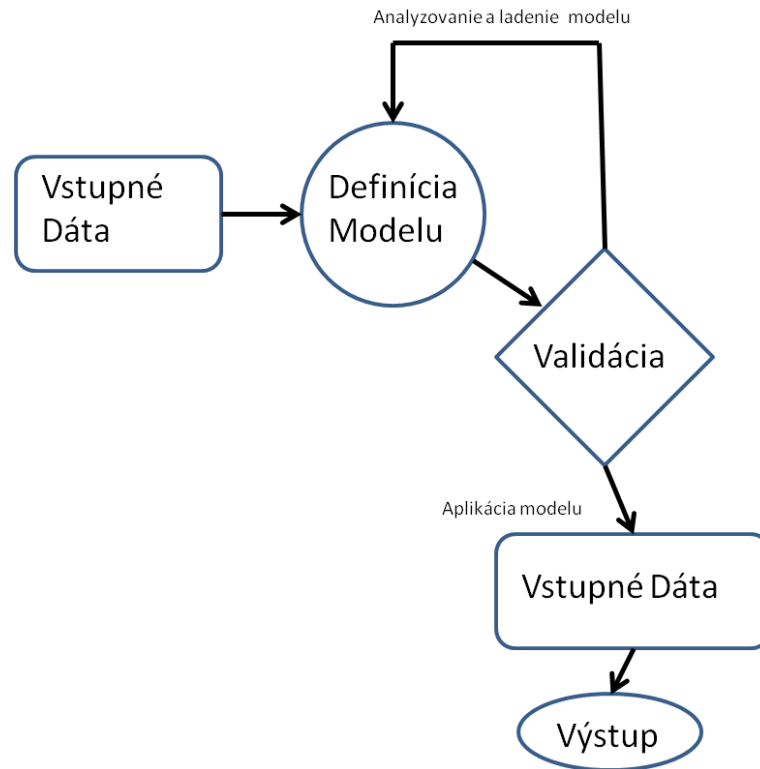 Analyzovanie a ladenie modelu
Vstupné
Dáta
Definícia
Modelu
Validácia
Aplikácia modelu
Vstupné Dáta
Výstup